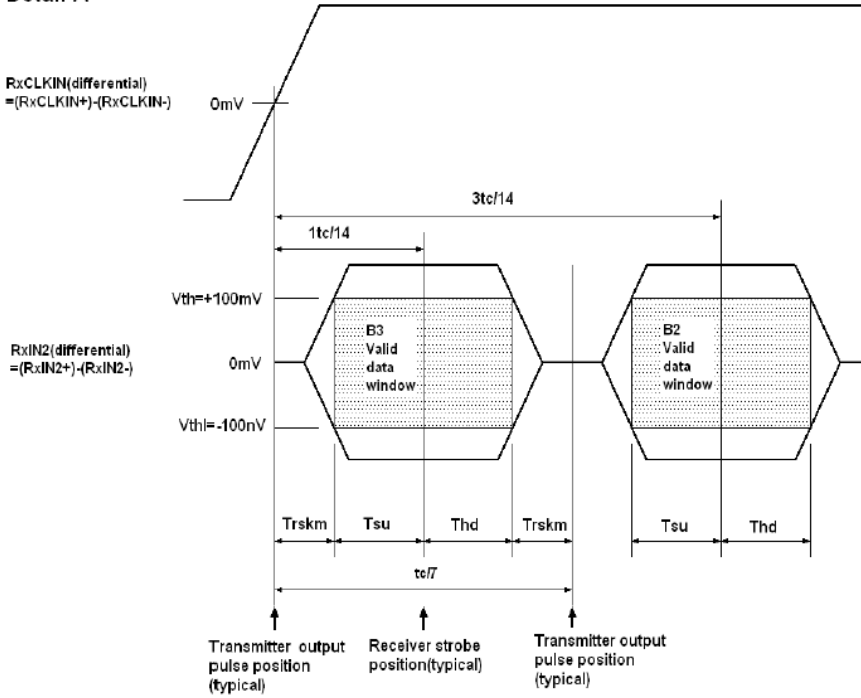 RxCLKIN(differential)
=(RxCLKIN+)-(RxCLKIN-)
0mV
3tc/14
1tc/14
Vth=+100mV
B3
Valid
data
window
B2
Valid
data
window
RxIN2(differential)
=(RxIN2+)-(RxIN2-)
0mV
Vthl=-100nV
Trskm
Tsu
Thd
Trskm
Tsu
Thd
tc/7
Transmitter output
pulse position
(typical)
Receiver strobe
position(typical)
Transmitter output
pulse position
(typical)